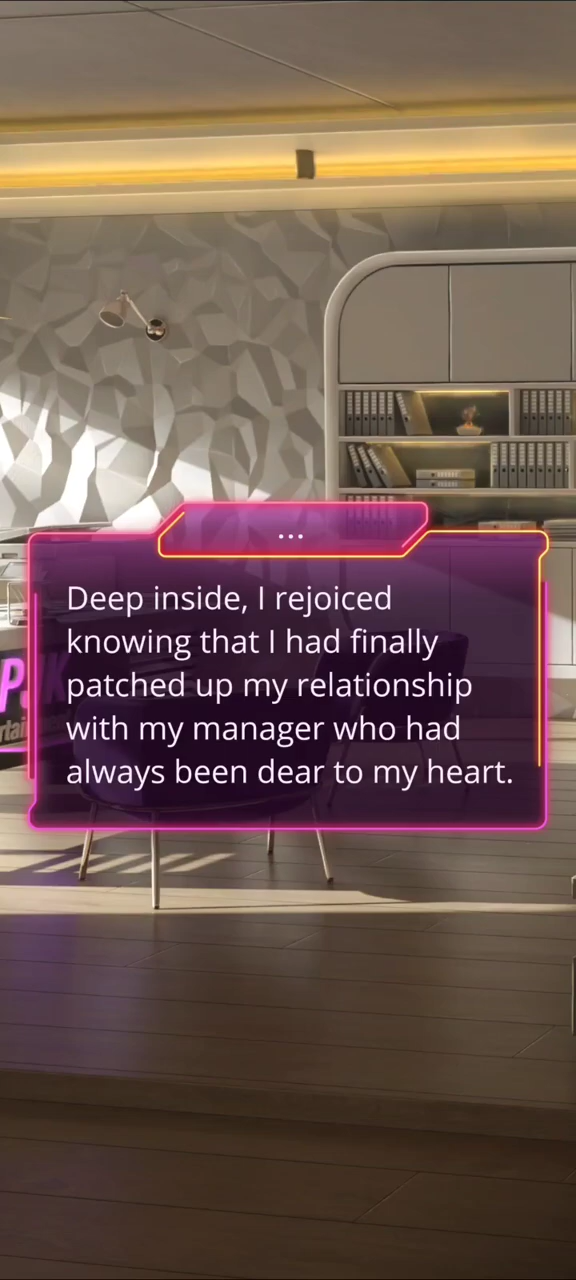 ...
Deep inside, I rejoiced
knowing that I had finally
patched up my relationship
with my manager who had
always been dear to my heart.